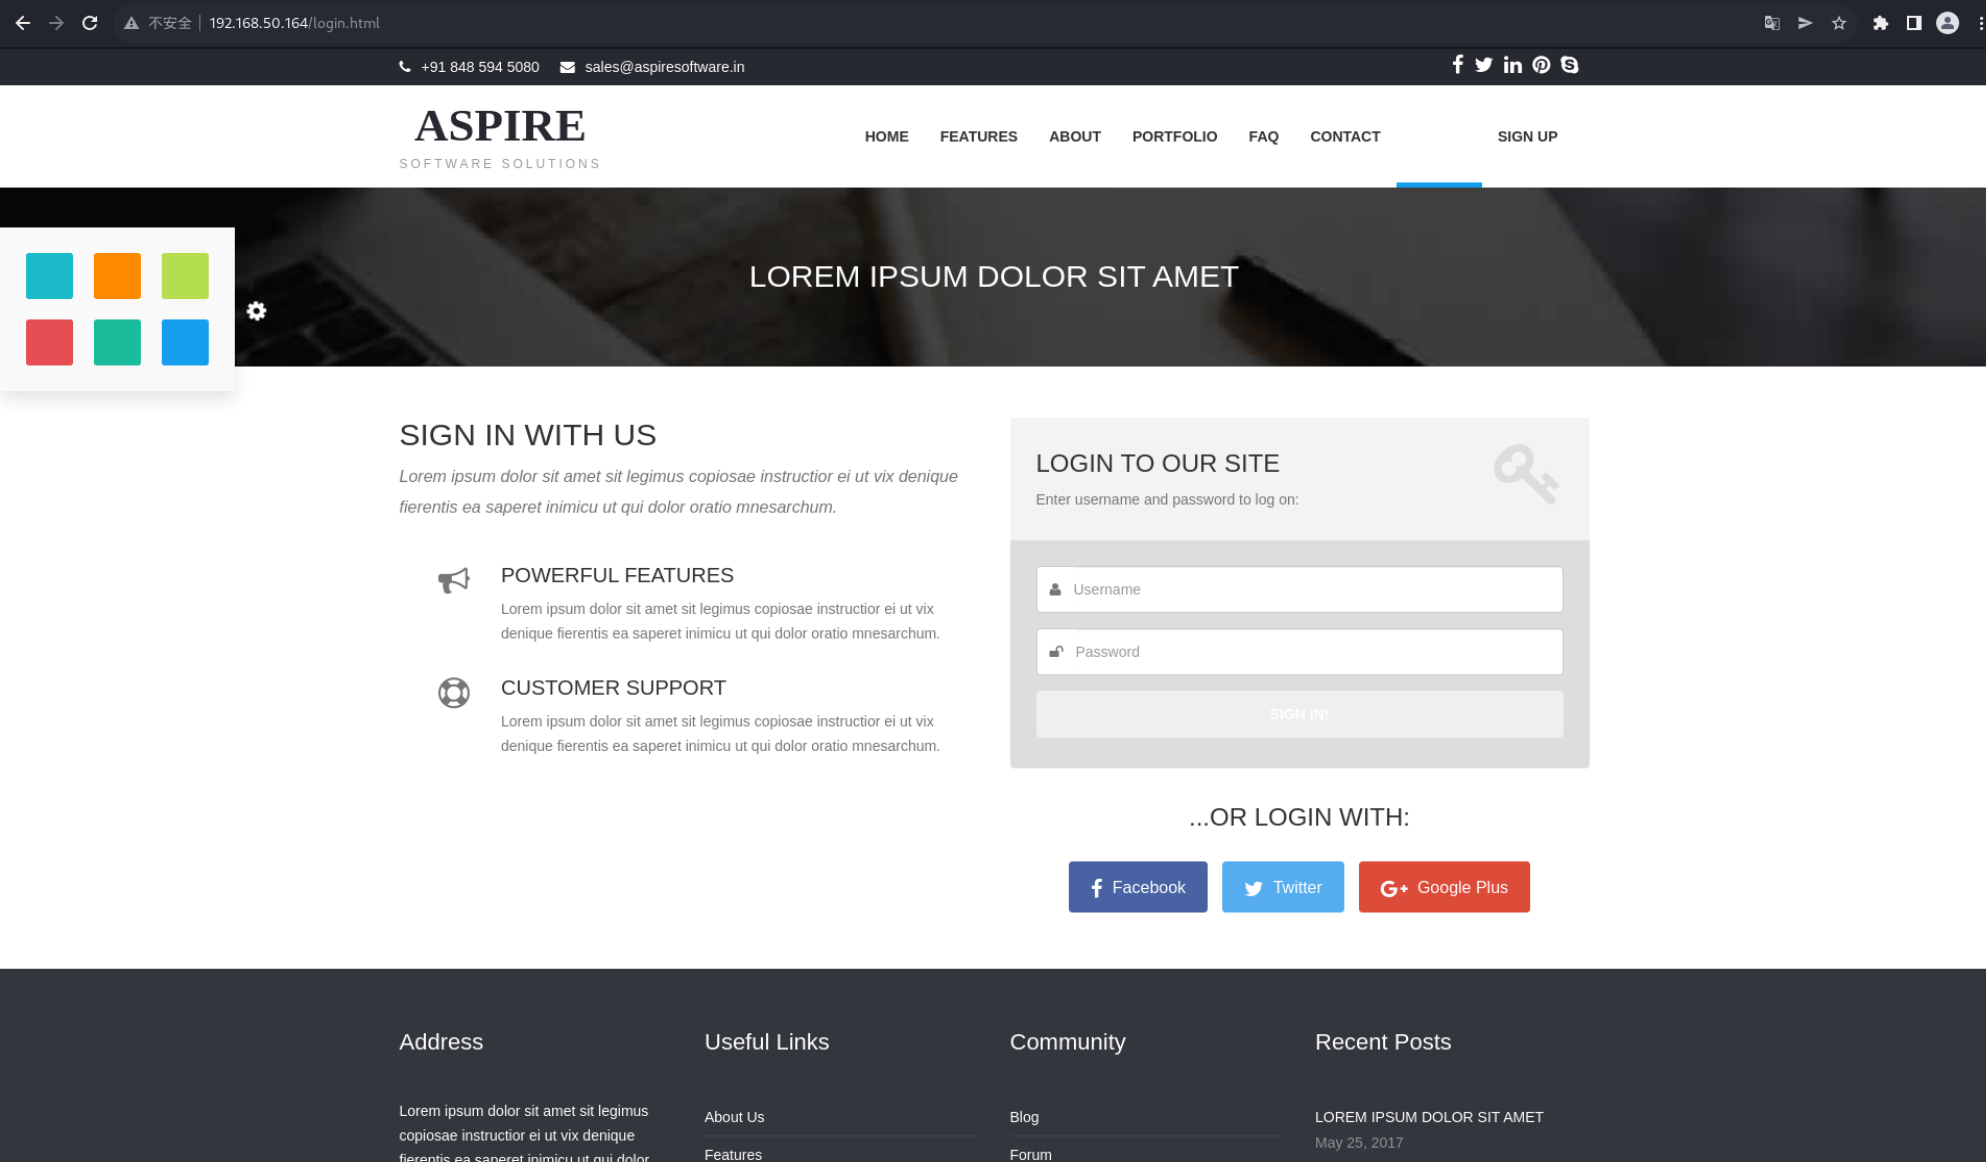 不安全 192.168.50.164/login.html
+91 848 594 5080 sales@aspiresoftware.in
ASPIRE
SOFTWARE SOLUTIONS
HOME FEATURES ABOUT PORTFOLIO FAQ CONTACT SIGN UP
LOREM IPSUM DOLOR SIT AMET
SIGN IN WITH US
Lorem ipsum dolor sit amet sit legimus copiosae instructior ei ut vix denique
fierentis ea saperet inimicu ut qui dolor oratio mnesarchum.
POWERFUL FEATURES
Lorem ipsum dolor sit amet sit legimus copiosae instructior ei ut vix
denique fierentis ea saperet inimicu ut qui dolor oratio mnesarchum.
CUSTOMER SUPPORT
Lorem ipsum dolor sit amet sit legimus copiosae instructior ei ut vix
denique fierentis ea saperet inimicu ut qui dolor oratio mnesarchum.
LOGIN TO OUR SITE
Enter username and password to log on:
Username
Password
SIGN IN!
...OR LOGIN WITH:
Facebook Twitter Google Plus
Address
Lorem ipsum dolor sit amet sit legimus
copiosae instructior ei ut vix denique
fierentis ea saperet inimicu ut qui dolor
Useful Links
About Us
Features
Community
Blog
Forum
Recent Posts
LOREM IPSUM DOLOR SIT AMET
May 25, 2017